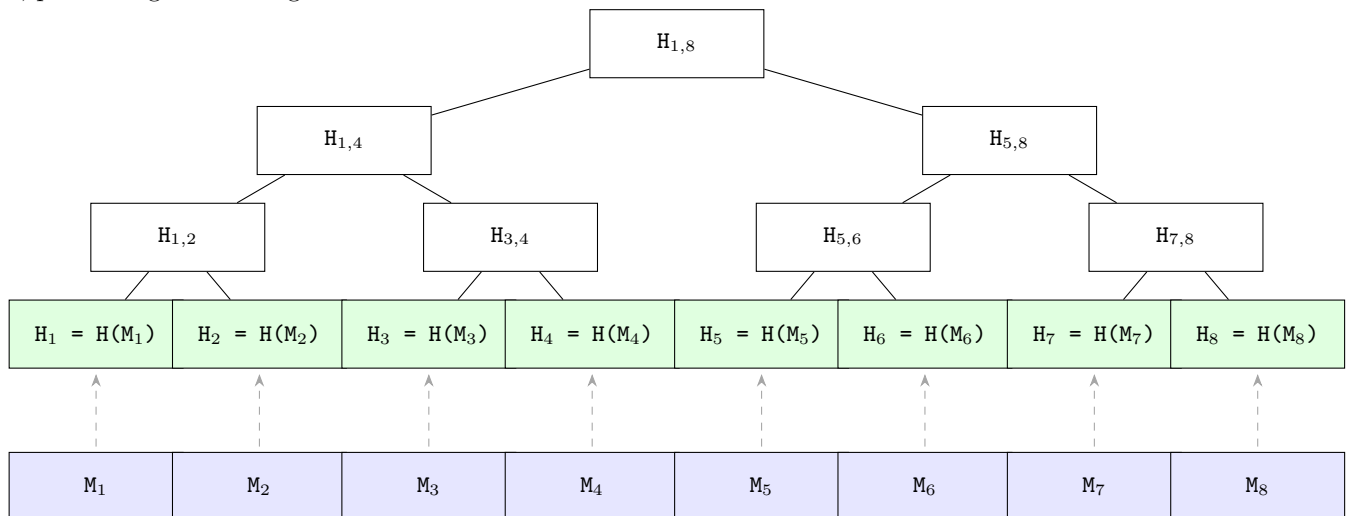 H1,8
H1,4 H5,8
H1,2 H3,4 H5,6 H7,8
H1 = H(M1) H2 = H(M2) H3 = H(M3) H4 = H(M4) H5 = H(M5) H6 = H(M6) H7 = H(M7) H8 = H(M8)
M1 M2 M3 M4 M5 M6 M7 M8